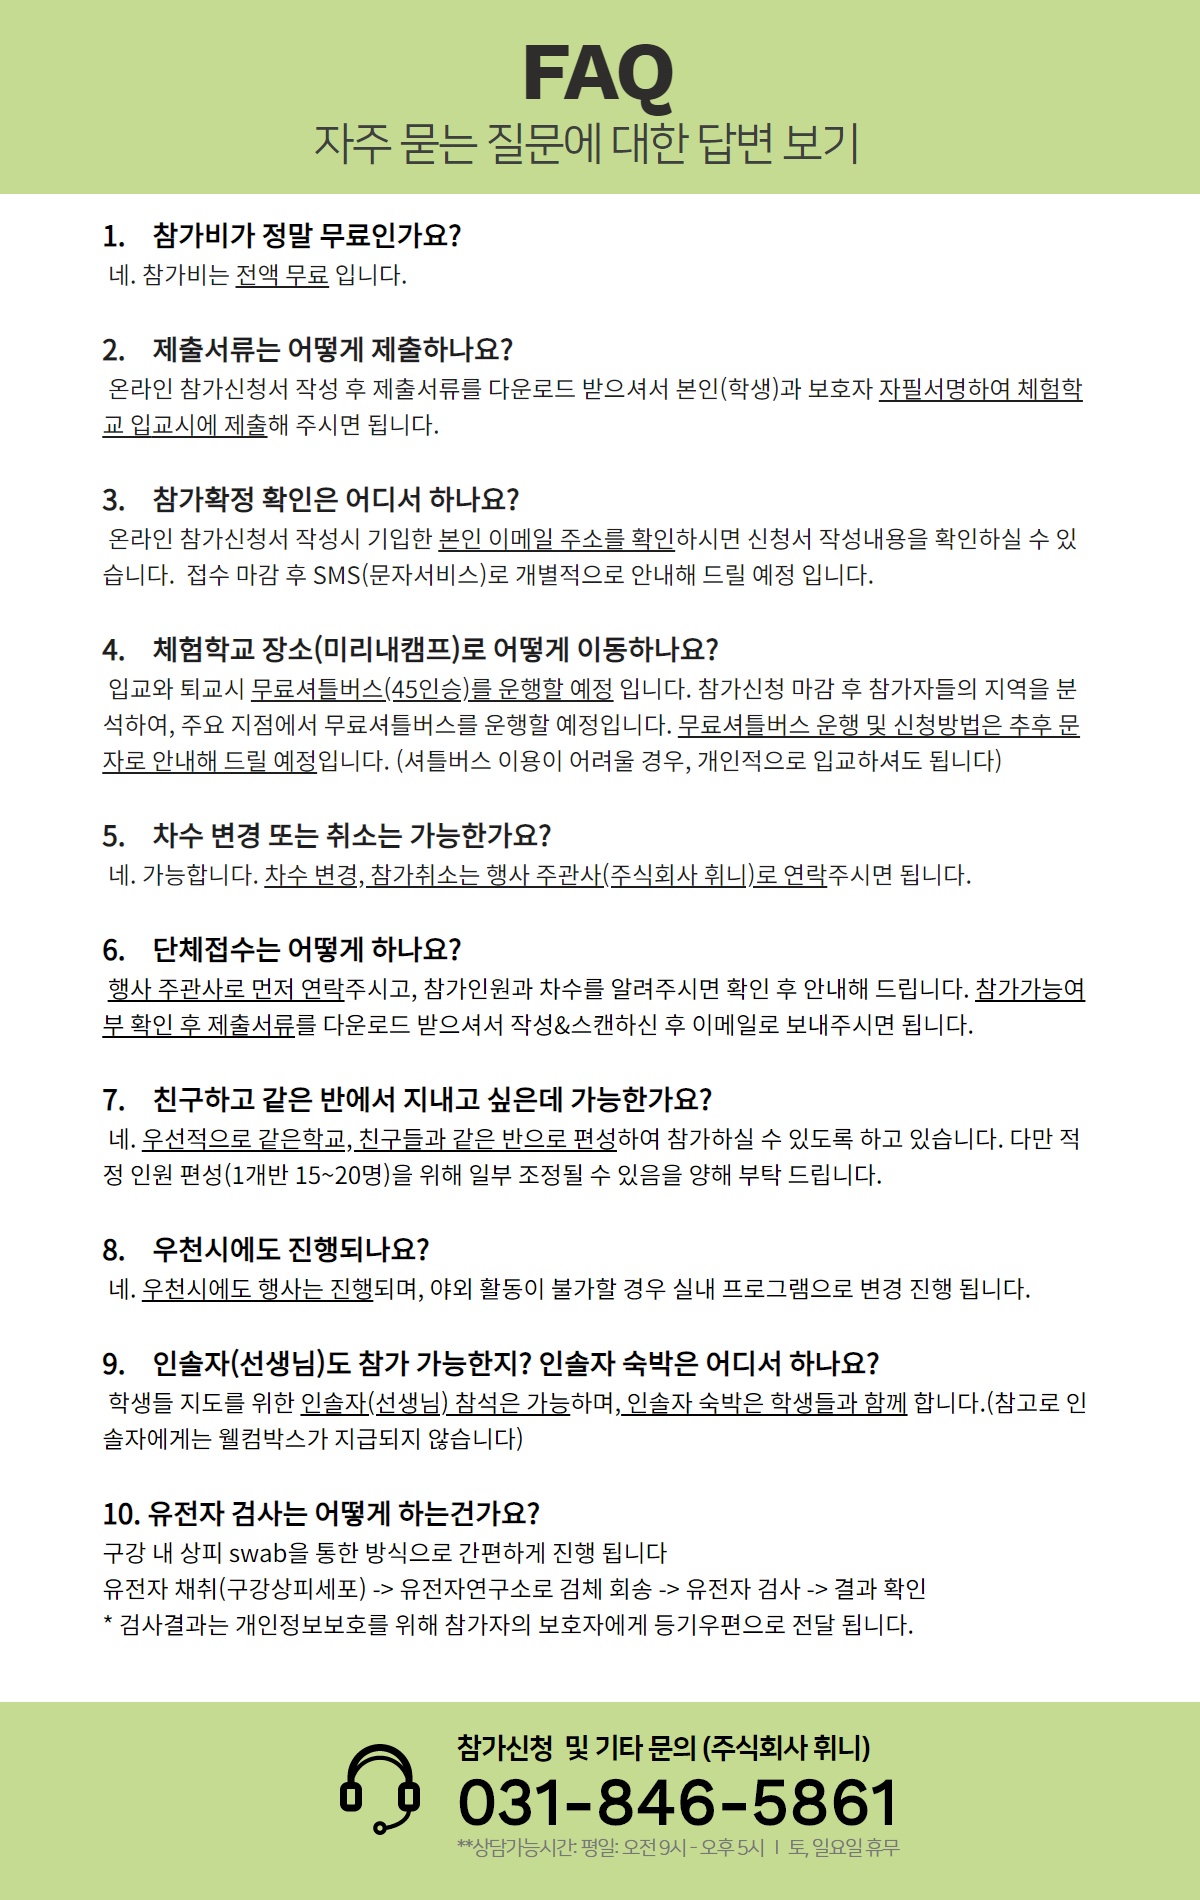 FAQ
자주 묻는 질문에 대한 답변 보기
1. 참가비가 정말 무료인가요?
네. 참가비는 전액 무료 입니다.
2. 제출서류는 어떻게 제출하나요?
온라인 참가신청서 작성 후 제출서류를 다운로드 받으셔서 본인(학생)과 보호자 자필서명하여 체험학
교 입교시에 제출해 주시면 됩니다.
3. 참가확정 확인은 어디서 하나요?
온라인 참가신청서 작성시 기입한 본인 이메일 주소를 확인하시면 신청서 작성내용을 확인하실 수 있
습니다. 접수 마감 후 SMS(문자서비스)로 개별적으로 안내해 드릴 예정 입니다.
4. 체험학교 장소(미리내캠프)로 어떻게 이동하나요?
입교와 퇴교시 무료셔틀버스(45인승)를 운행할 예정 입니다. 참가신청 마감 후 참가자들의 지역을 분
석하여, 주요 지점에서 무료셔틀버스를 운행할 예정입니다. 무료셔틀버스 운행 및 신청방법은 추후 문
자로 안내해 드릴 예정입니다. (셔틀버스 이용이 어려울 경우, 개인적으로 입교하셔도 됩니다)
5. 차수 변경 또는 취소는 가능한가요?
네. 가능합니다. 차수 변경, 참가취소는 행사 주관사(주식회사 휘니)로 연락주시면 됩니다.
6. 단체접수는 어떻게 하나요?
행사 주관사로 먼저 연락주시고, 참가인원과 차수를 알려주시면 확인 후 안내해 드립니다. 참가가능여
부 확인 후 제출서류를 다운로드 받으셔서 작성&스캔하신 후 이메일로 보내주시면 됩니다.
7. 친구하고 같은 반에서 지내고 싶은데 가능한가요?
네. 우선적으로 같은학교, 친구들과 같은 반으로 편성하여 참가하실 수 있도록 하고 있습니다. 다만 적
정 인원 편성(1개반 15~20명)을 위해 일부 조정될 수 있음을 양해 부탁 드립니다.
8. 우천시에도 진행되나요?
네. 우천시에도 행사는 진행되며, 야외 활동이 불가할 경우 실내 프로그램으로 변경 진행 됩니다.
9. 인솔자(선생님)도 참가 가능한지? 인솔자 숙박은 어디서 하나요?
학생들 지도를 위한 인솔자(선생님) 참석은 가능하며, 인솔자 숙박은 학생들과 함께 합니다.(참고로 인
솔자에게는 웰컴박스가 지급되지 않습니다)
10. 유전자 검사는 어떻게 하는건가요?
구강 내 상피 swab을 통한 방식으로 간편하게 진행 됩니다
유전자 채취(구강상피세포) -> 유전자연구소로 검체 회송 -> 유전자 검사 -> 결과 확인
* 검사결과는 개인정보보호를 위해 참가자의 보호자에게 등기우편으로 전달 됩니다.
참가신청 및 기타 문의 (주식회사 휘니)
031-846-5861
**상담가능시간: 평일: 오전 9시 - 오후 5시 ㅣ 토, 일요일 휴무